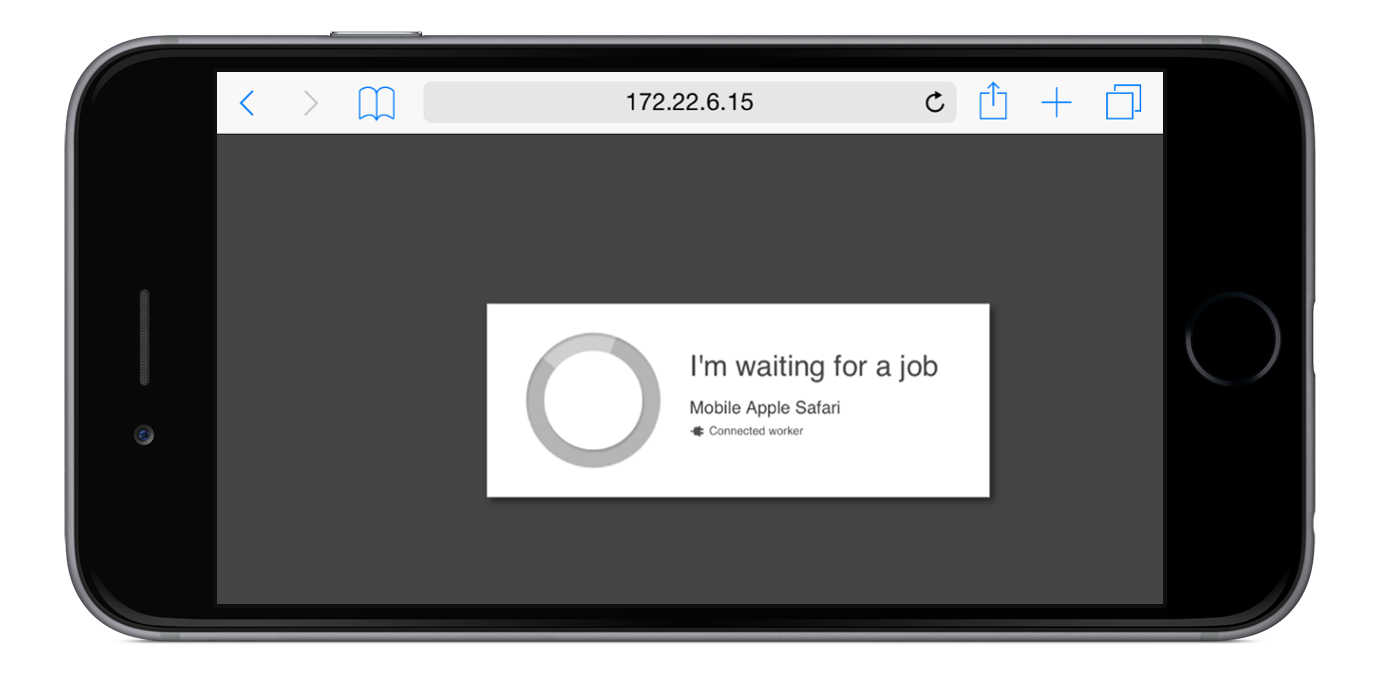 172.22.6.15
I'm waiting for a job
Mobile Apple Safari
Connected worker